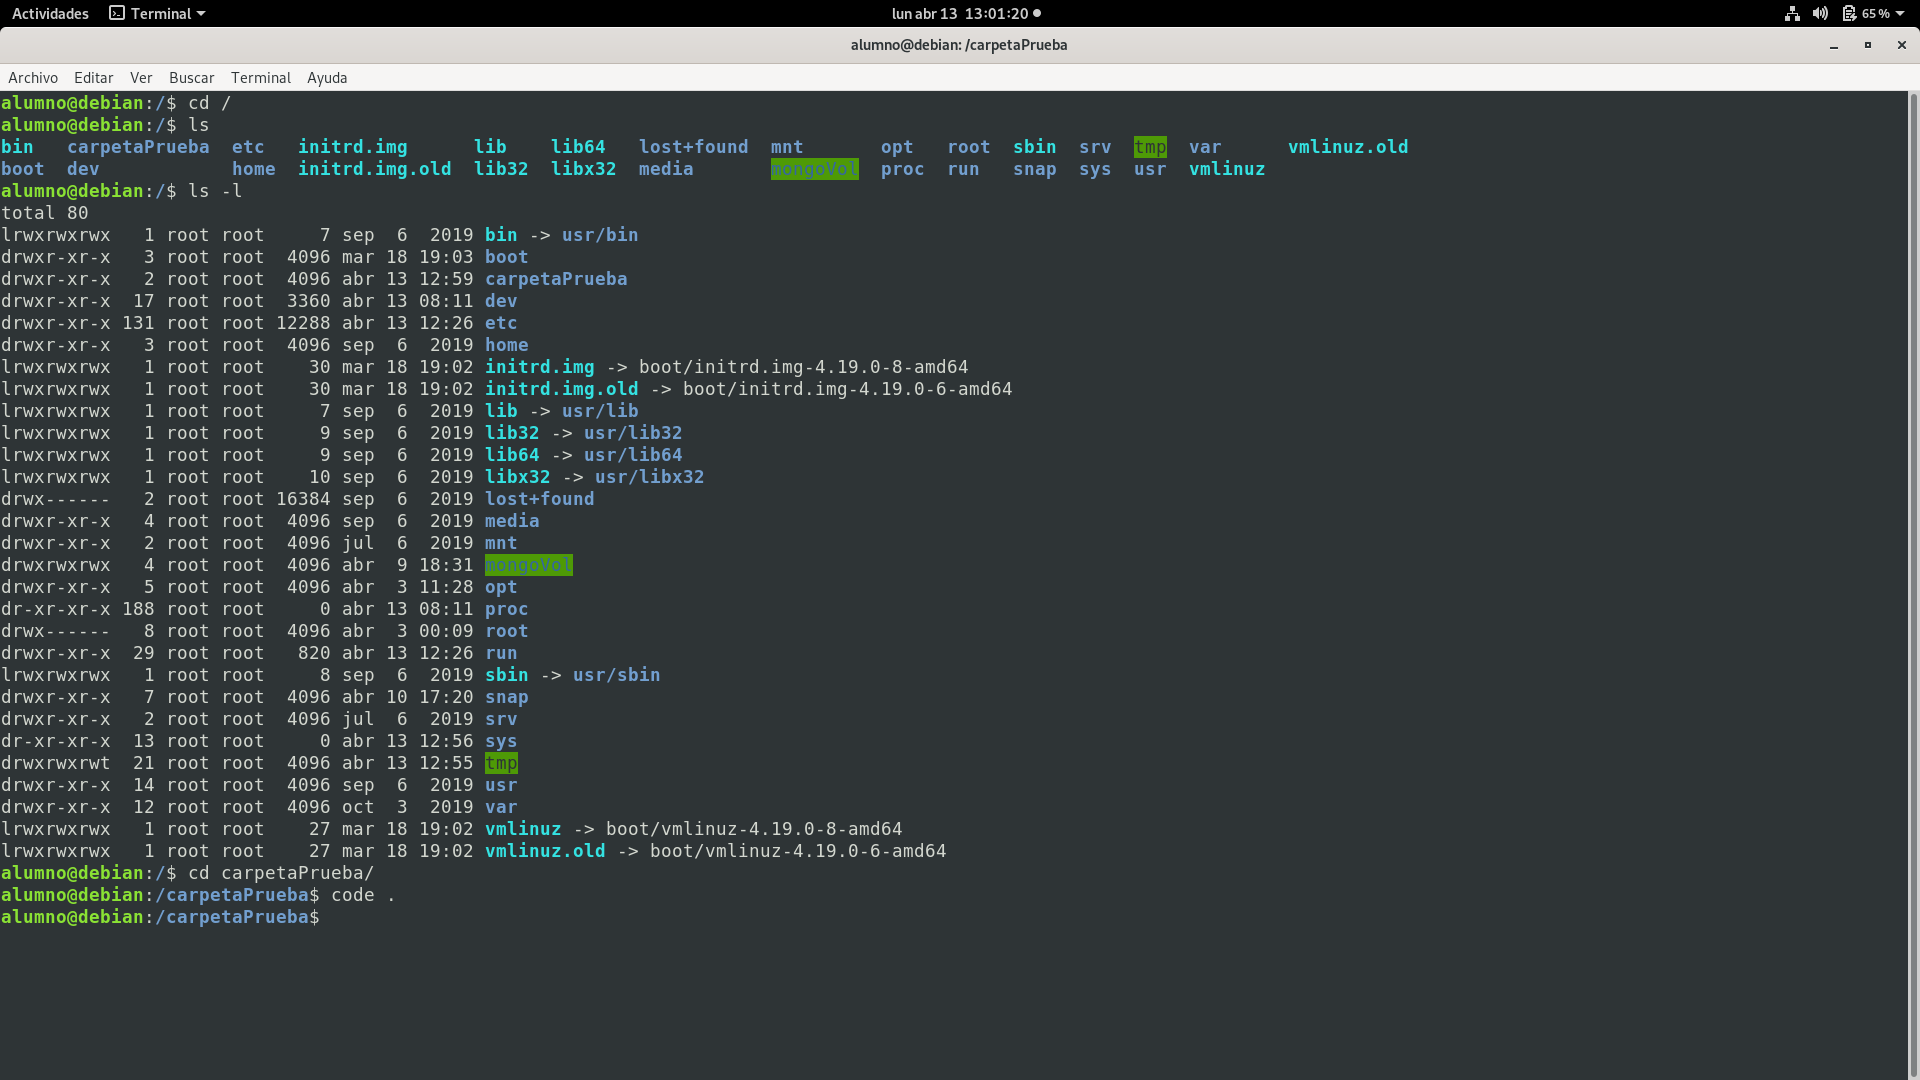 Actividades Terminal lun abr 13 13:01:20 65 %
alumno@debian: /carpetaPrueba
Archivo Editar Ver Buscar Terminal Ayuda
alumno@debian:/$ cd /
alumno@debian:/$ ls
bin   carpetaPrueba  etc   initrd.img      lib    lib64   lost+found  mnt       opt   root  sbin  srv  tmp  var      vmlinuz.old
boot  dev            home  initrd.img.old  lib32  libx32  media       mongoVol  proc  run   snap  sys  usr  vmlinuz
alumno@debian:/$ ls -l
total 80
lrwxrwxrwx   1 root root     7 sep  6  2019 bin -> usr/bin
drwxr-xr-x   3 root root  4096 mar 18 19:03 boot
drwxr-xr-x   2 root root  4096 abr 13 12:59 carpetaPrueba
drwxr-xr-x  17 root root  3360 abr 13 08:11 dev
drwxr-xr-x 131 root root 12288 abr 13 12:26 etc
drwxr-xr-x   3 root root  4096 sep  6  2019 home
lrwxrwxrwx   1 root root    30 mar 18 19:02 initrd.img -> boot/initrd.img-4.19.0-8-amd64
lrwxrwxrwx   1 root root    30 mar 18 19:02 initrd.img.old -> boot/initrd.img-4.19.0-6-amd64
lrwxrwxrwx   1 root root     7 sep  6  2019 lib -> usr/lib
lrwxrwxrwx   1 root root     9 sep  6  2019 lib32 -> usr/lib32
lrwxrwxrwx   1 root root     9 sep  6  2019 lib64 -> usr/lib64
lrwxrwxrwx   1 root root    10 sep  6  2019 libx32 -> usr/libx32
drwx------   2 root root 16384 sep  6  2019 lost+found
drwxr-xr-x   4 root root  4096 sep  6  2019 media
drwxr-xr-x   2 root root  4096 jul  6  2019 mnt
drwxrwxrwx   4 root root  4096 abr  9 18:31 mongoVol
drwxr-xr-x   5 root root  4096 abr  3 11:28 opt
dr-xr-xr-x 188 root root     0 abr 13 08:11 proc
drwx------   8 root root  4096 abr  3 00:09 root
drwxr-xr-x  29 root root   820 abr 13 12:26 run
lrwxrwxrwx   1 root root     8 sep  6  2019 sbin -> usr/sbin
drwxr-xr-x   7 root root  4096 abr 10 17:20 snap
drwxr-xr-x   2 root root  4096 jul  6  2019 srv
dr-xr-xr-x  13 root root     0 abr 13 12:56 sys
drwxrwxrwt  21 root root  4096 abr 13 12:55 tmp
drwxr-xr-x  14 root root  4096 sep  6  2019 usr
drwxr-xr-x  12 root root  4096 oct  3  2019 var
lrwxrwxrwx   1 root root    27 mar 18 19:02 vmlinuz -> boot/vmlinuz-4.19.0-8-amd64
lrwxrwxrwx   1 root root    27 mar 18 19:02 vmlinuz.old -> boot/vmlinuz-4.19.0-6-amd64
alumno@debian:/$ cd carpetaPrueba/
alumno@debian:/carpetaPrueba$ code .
alumno@debian:/carpetaPrueba$